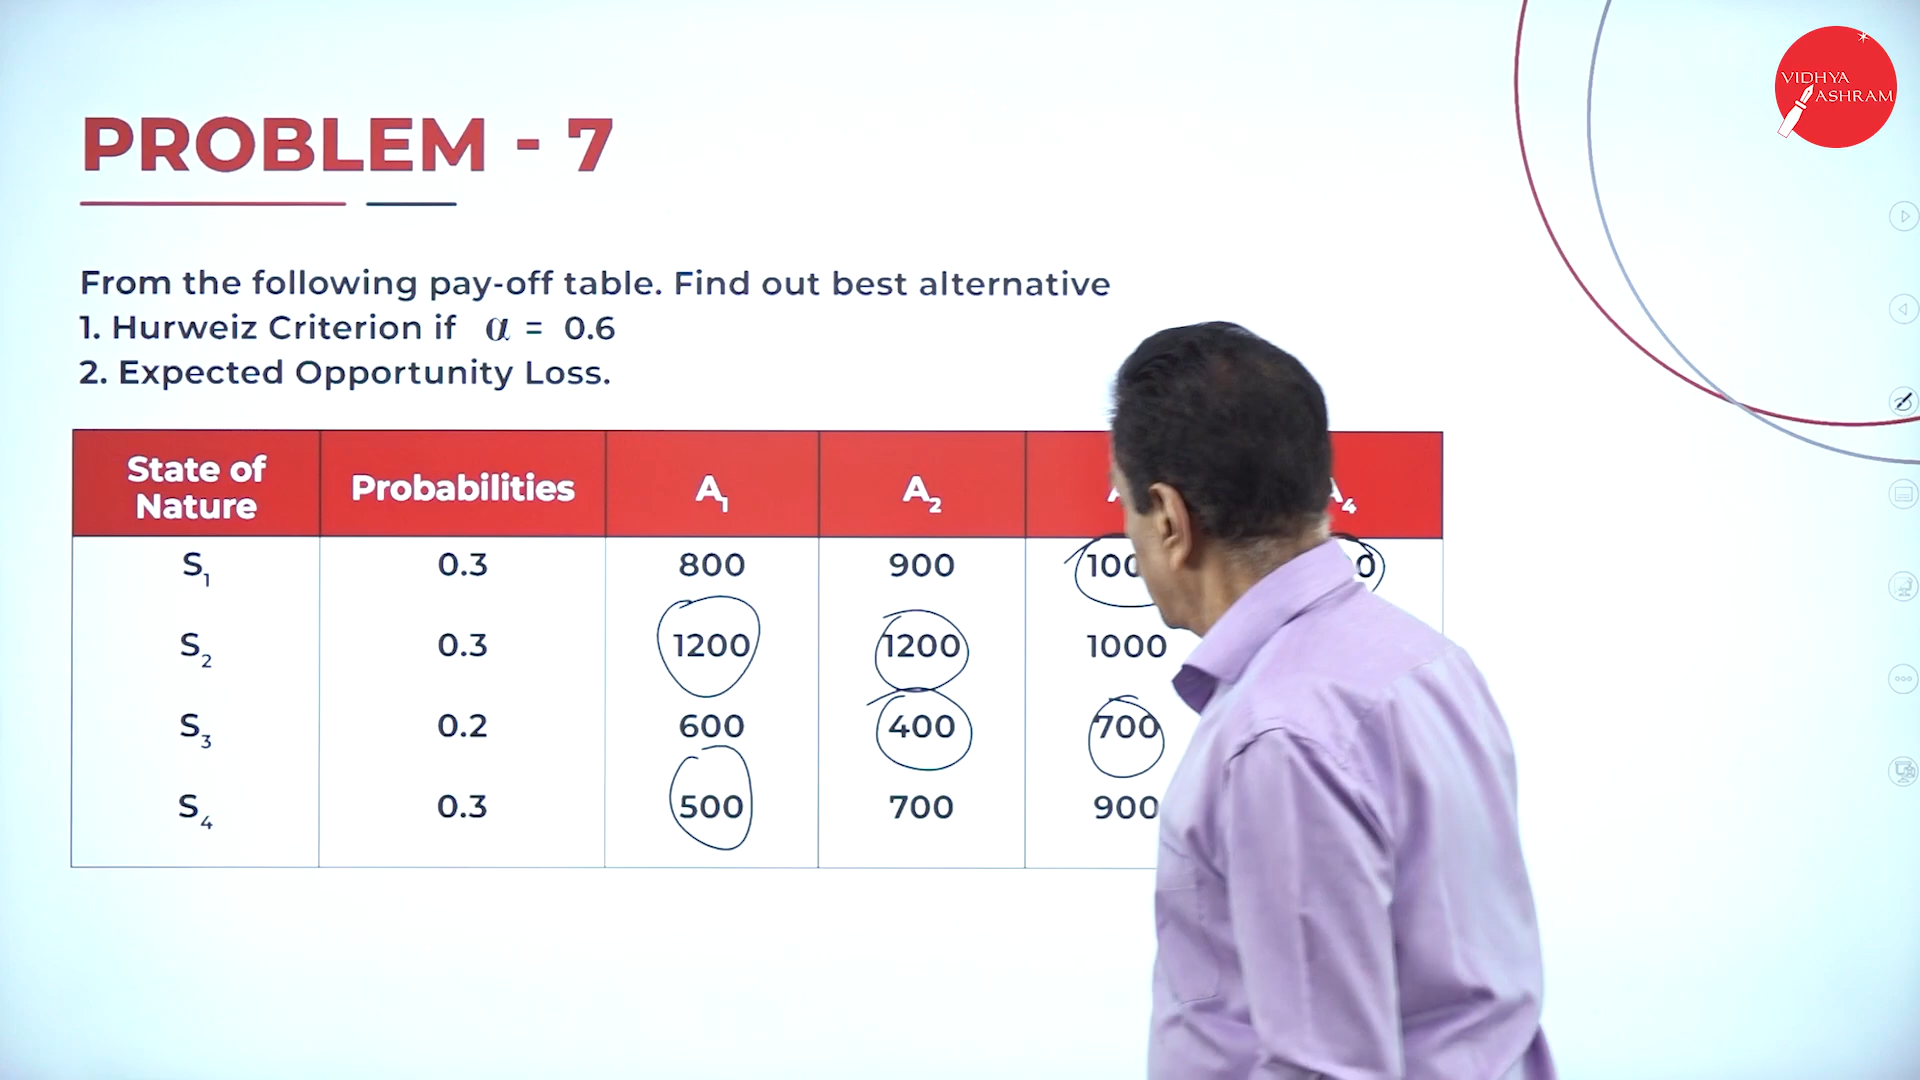 VIDHYA
ASHRAM
PROBLEM - 7
From the following pay-off table. Find out best alternative
1. Hurweiz Criterion if α = 0.6
2. Expected Opportunity Loss.
State of Nature Probabilities A1 A2 A4
S1 0.3 800 900
S2 0.3 1200 1200 1000
S3 0.2 600 400 700
S4 0.3 500 700 900